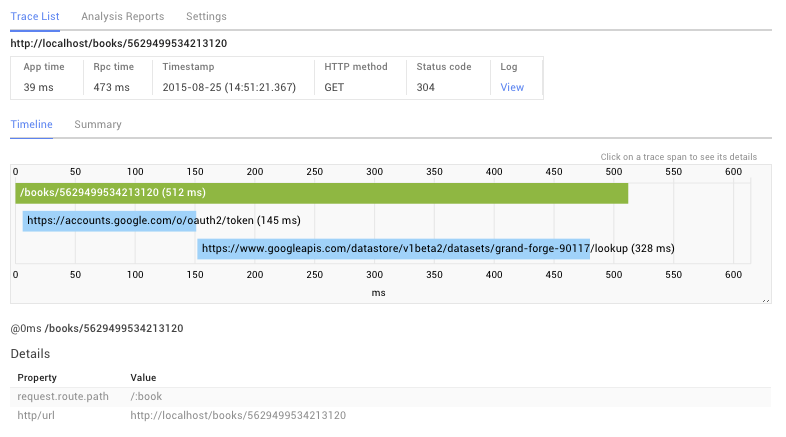 Trace List Analysis Reports Settings
http://localhost/books/5629499534213120
App time Rpc time Timestamp HTTP method Status code Log
39 ms 473 ms 2015-08-25 (14:51:21.367) GET 304 View
Timeline Summary
Click on a trace span to see its details
0 50 100 150 200 250 300 350 400 450 500 550 600
/books/5629499534213120 (512 ms)
https://accounts.google.com/o/oauth2/token (145 ms)
https://www.googleapis.com/datastore/v1beta2/datasets/grand-forge-90117/lookup (328 ms)
0 50 100 150 200 250 300 350 400 450 500 550 600
ms
@0ms /books/5629499534213120
Details
Property Value
request.route.path /:book
http/url http://localhost/books/5629499534213120